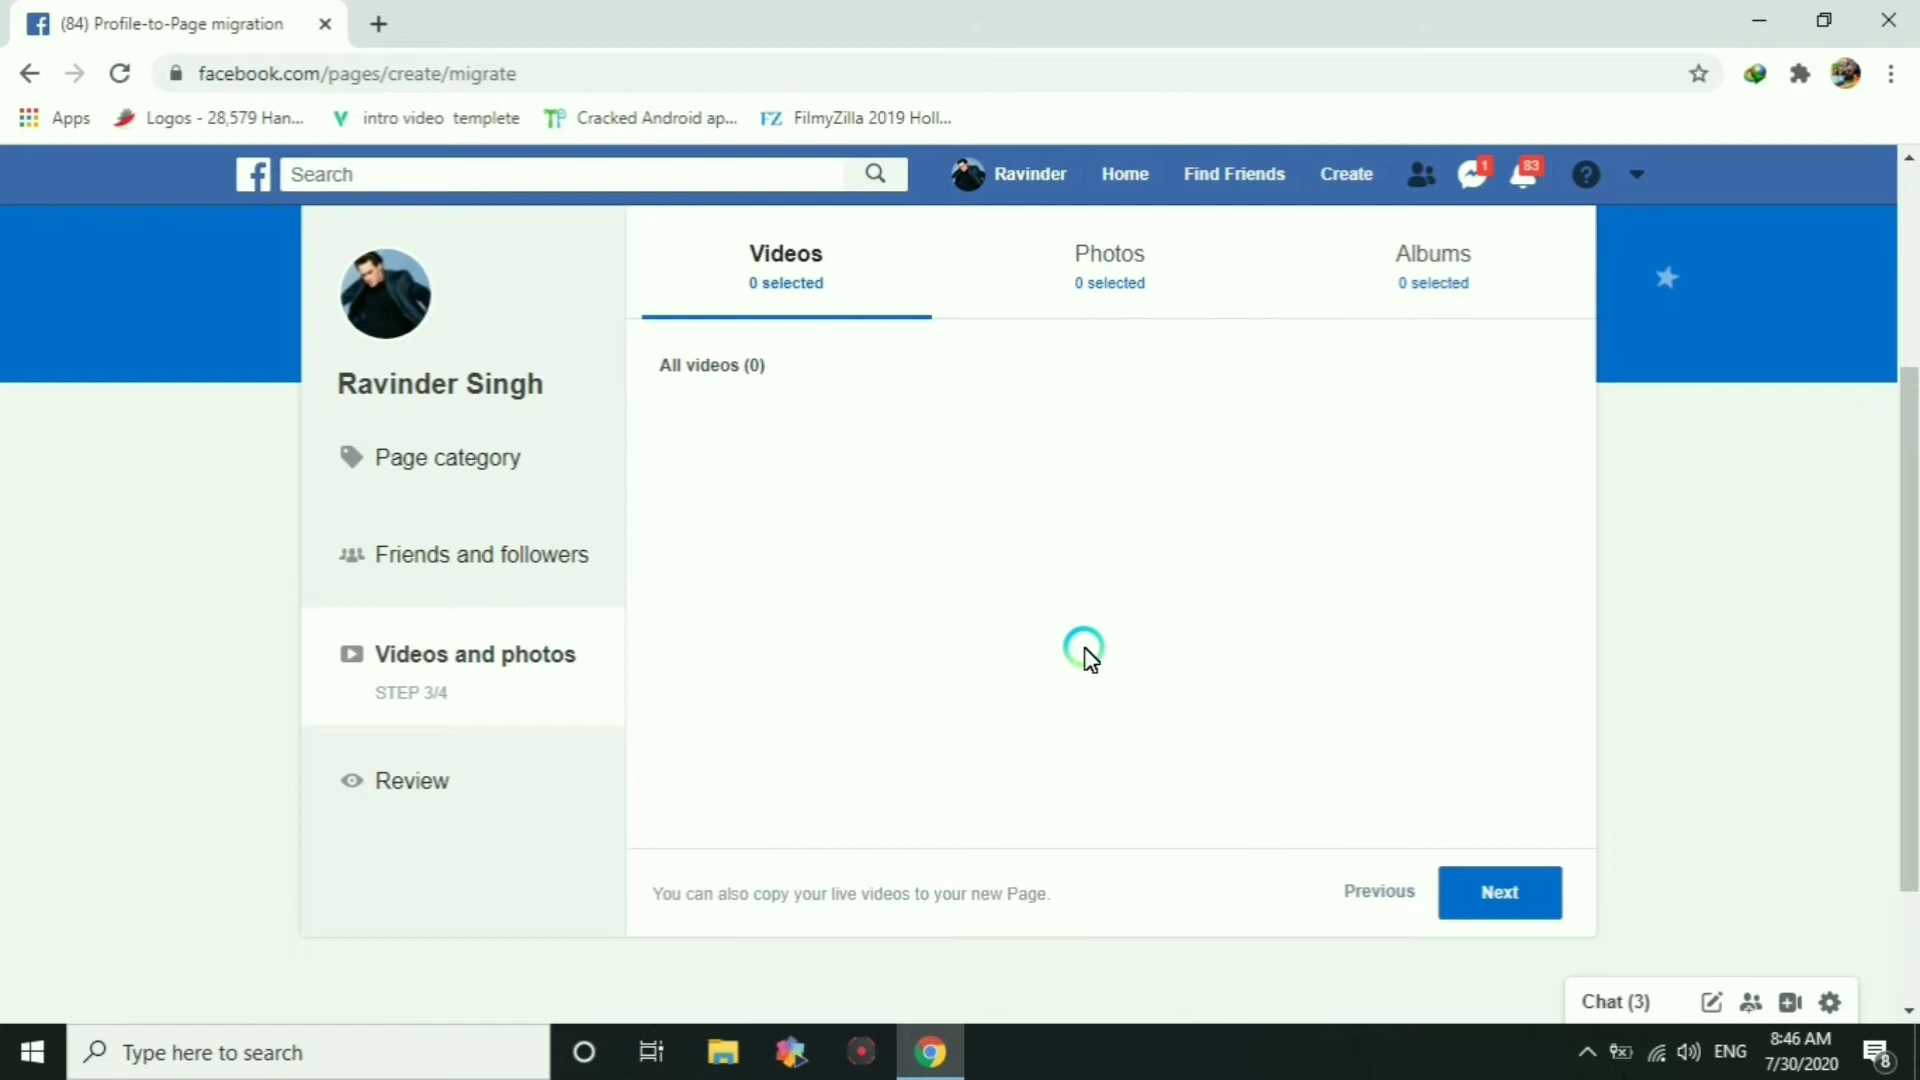 (84) Profile-to-Page migration
facebook.com/pages/create/migrate
Apps Logos - 28,579 Han... intro video templete Cracked Android ap... FZ FilmyZilla 2019 Holl...
Search Ravinder Home Find Friends Create 1 83
Videos Photos Albums
0 selected 0 selected 0 selected
All videos (0)
Ravinder Singh
Page category
Friends and followers
Videos and photos
STEP 3/4
Review
You can also copy your live videos to your new Page. Previous Next
Chat (3)
Type here to search ENG 8:46 AM
7/30/2020 8